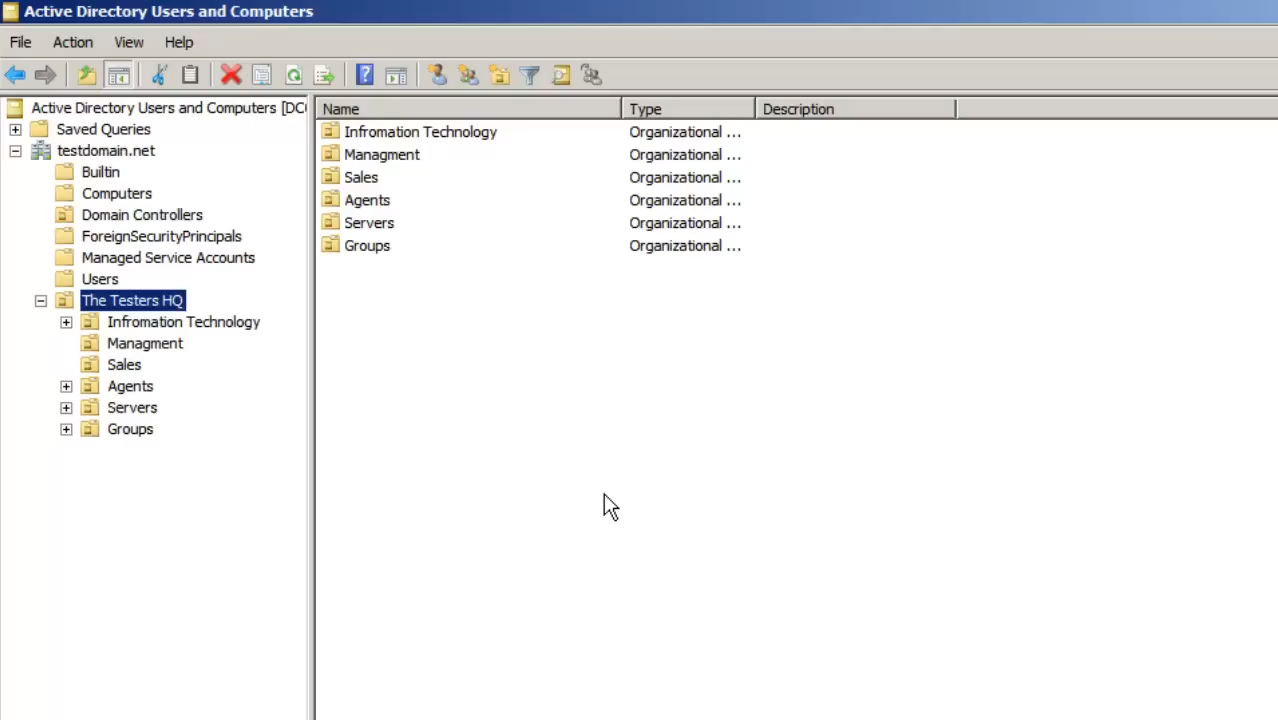 Active Directory Users and Computers
File Action View Help
Active Directory Users and Computers [DC
Saved Queries
testdomain.net
Builtin
Computers
Domain Controllers
ForeignSecurityPrincipals
Managed Service Accounts
Users
The Testers HQ
Infromation Technology
Managment
Sales
Agents
Servers
Groups
Name Type Description
Infromation Technology Organizational ...
Managment Organizational ...
Sales Organizational ...
Agents Organizational ...
Servers Organizational ...
Groups Organizational ...